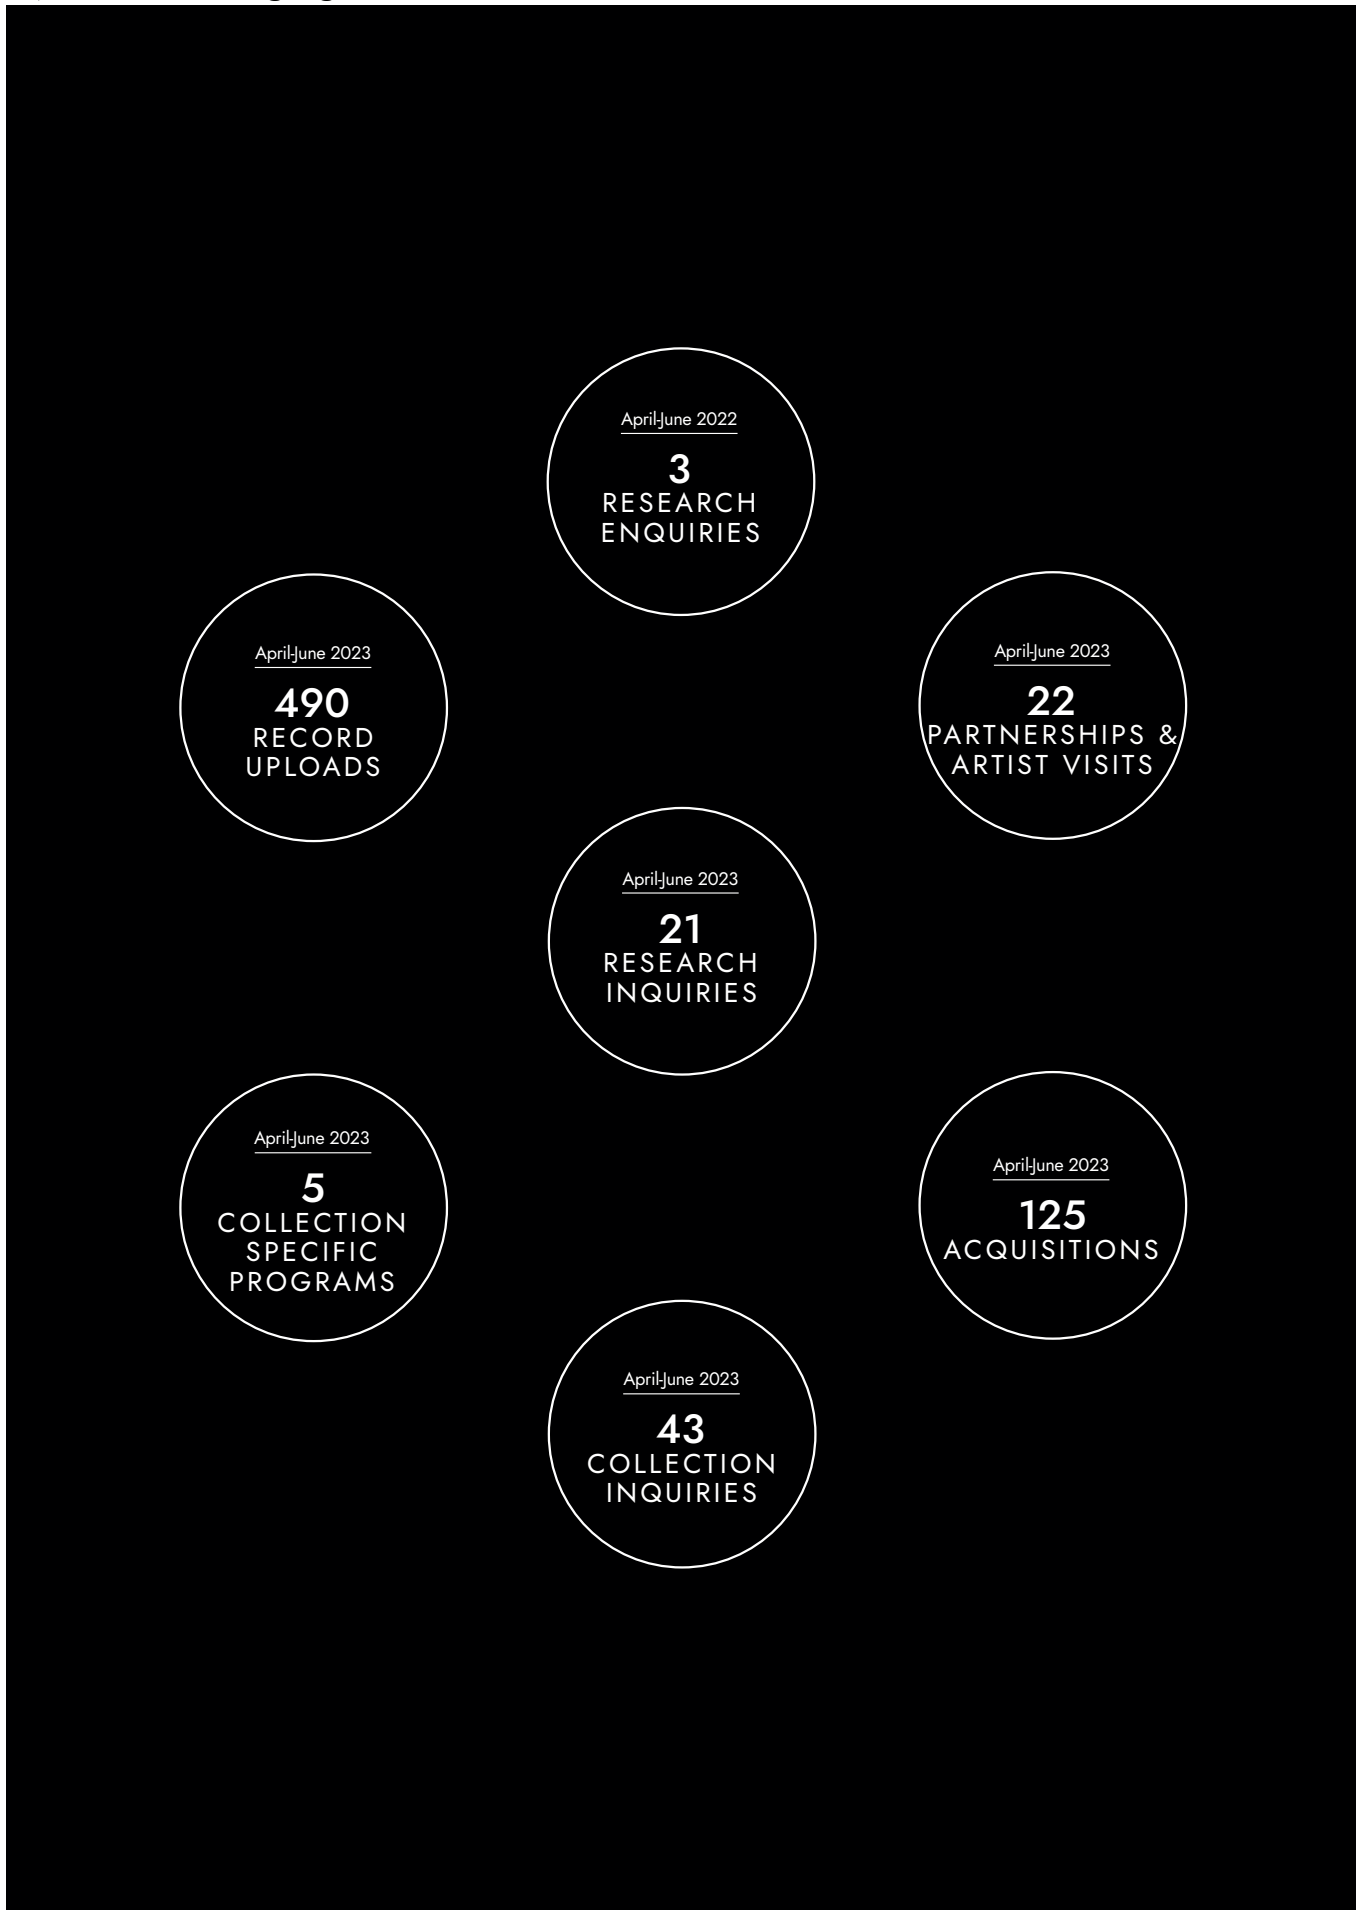 April-June 2022
3
RESEARCH
ENQUIRIES
April-June 2023
490
RECORD
UPLOADS
April-June 2023
22
PARTNERSHIPS &
ARTIST VISITS
April-June 2023
21
RESEARCH
INQUIRIES
April-June 2023
5
COLLECTION
SPECIFIC
PROGRAMS
April-June 2023
125
ACQUISITIONS
April-June 2023
43
COLLECTION
INQUIRIES